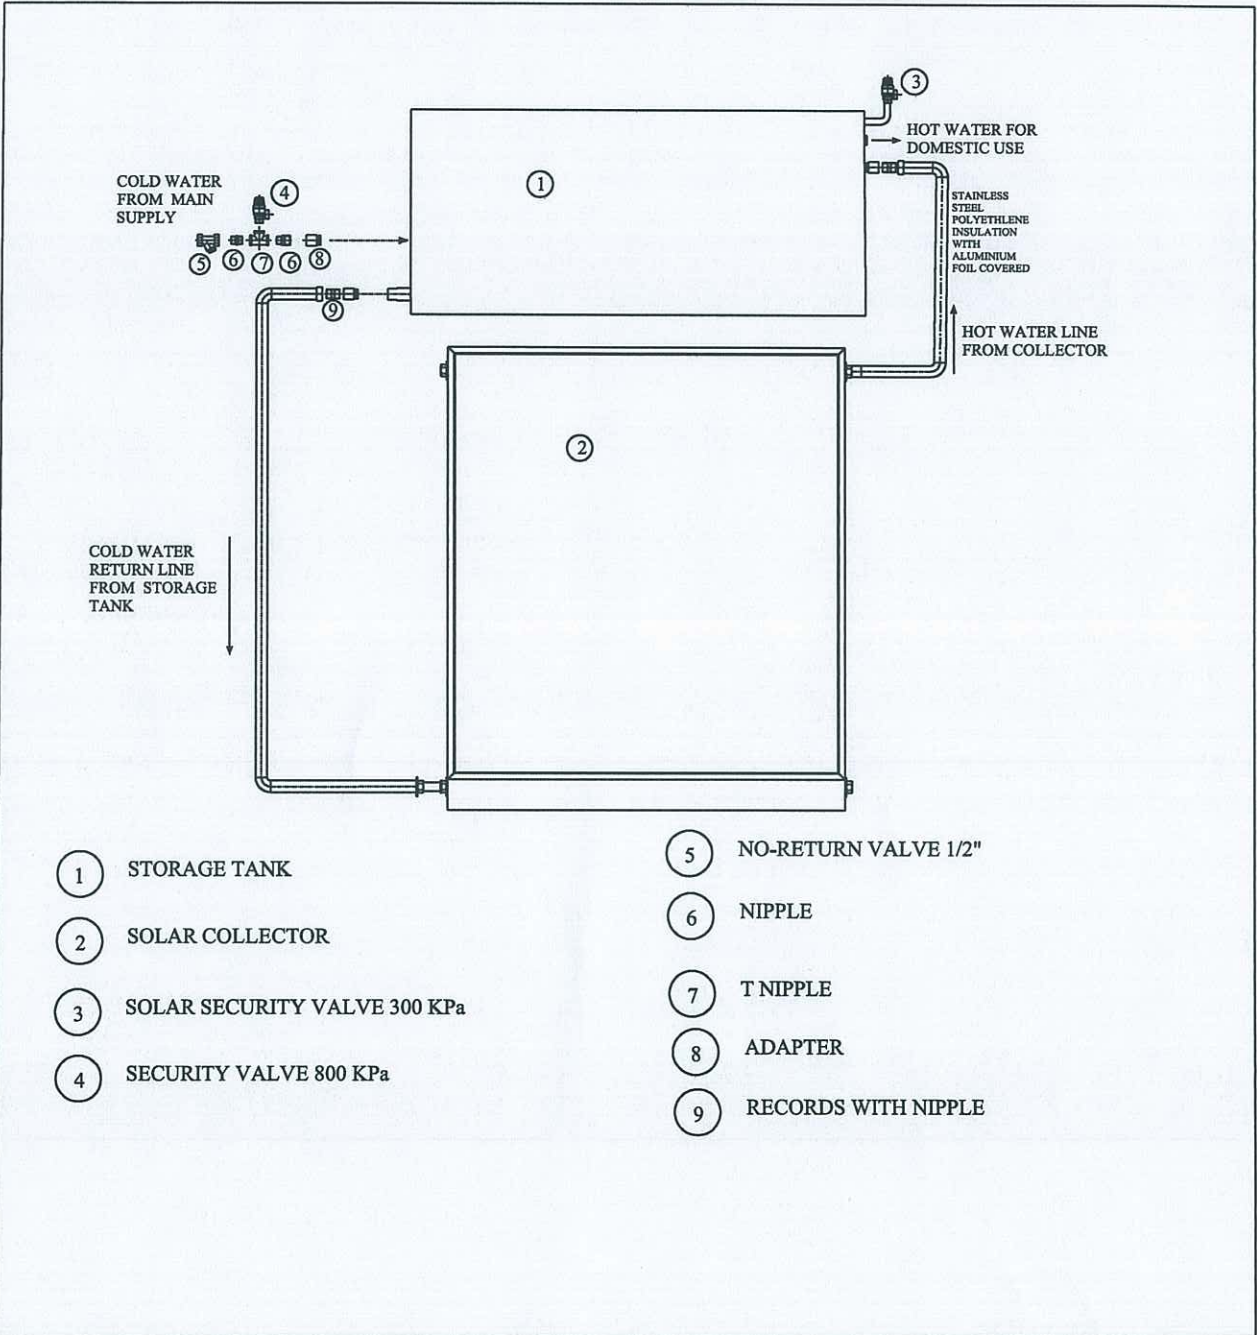 3
HOT WATER FOR
DOMESTIC USE
1
COLD WATER
FROM MAIN
SUPPLY
4
5 6 7 6 8
9
STAINLESS
STEEL
POLYETHLENE
INSULATION
WITH
ALUMINIUM
FOIL COVERED
HOT WATER LINE
FROM COLLECTOR
2
COLD WATER
RETURN LINE
FROM STORAGE
TANK
1 STORAGE TANK
2 SOLAR COLLECTOR
3 SOLAR SECURITY VALVE 300 KPa
4 SECURITY VALVE 800 KPa
5 NO-RETURN VALVE 1/2"
6 NIPPLE
7 T NIPPLE
8 ADAPTER
9 RECORDS WITH NIPPLE